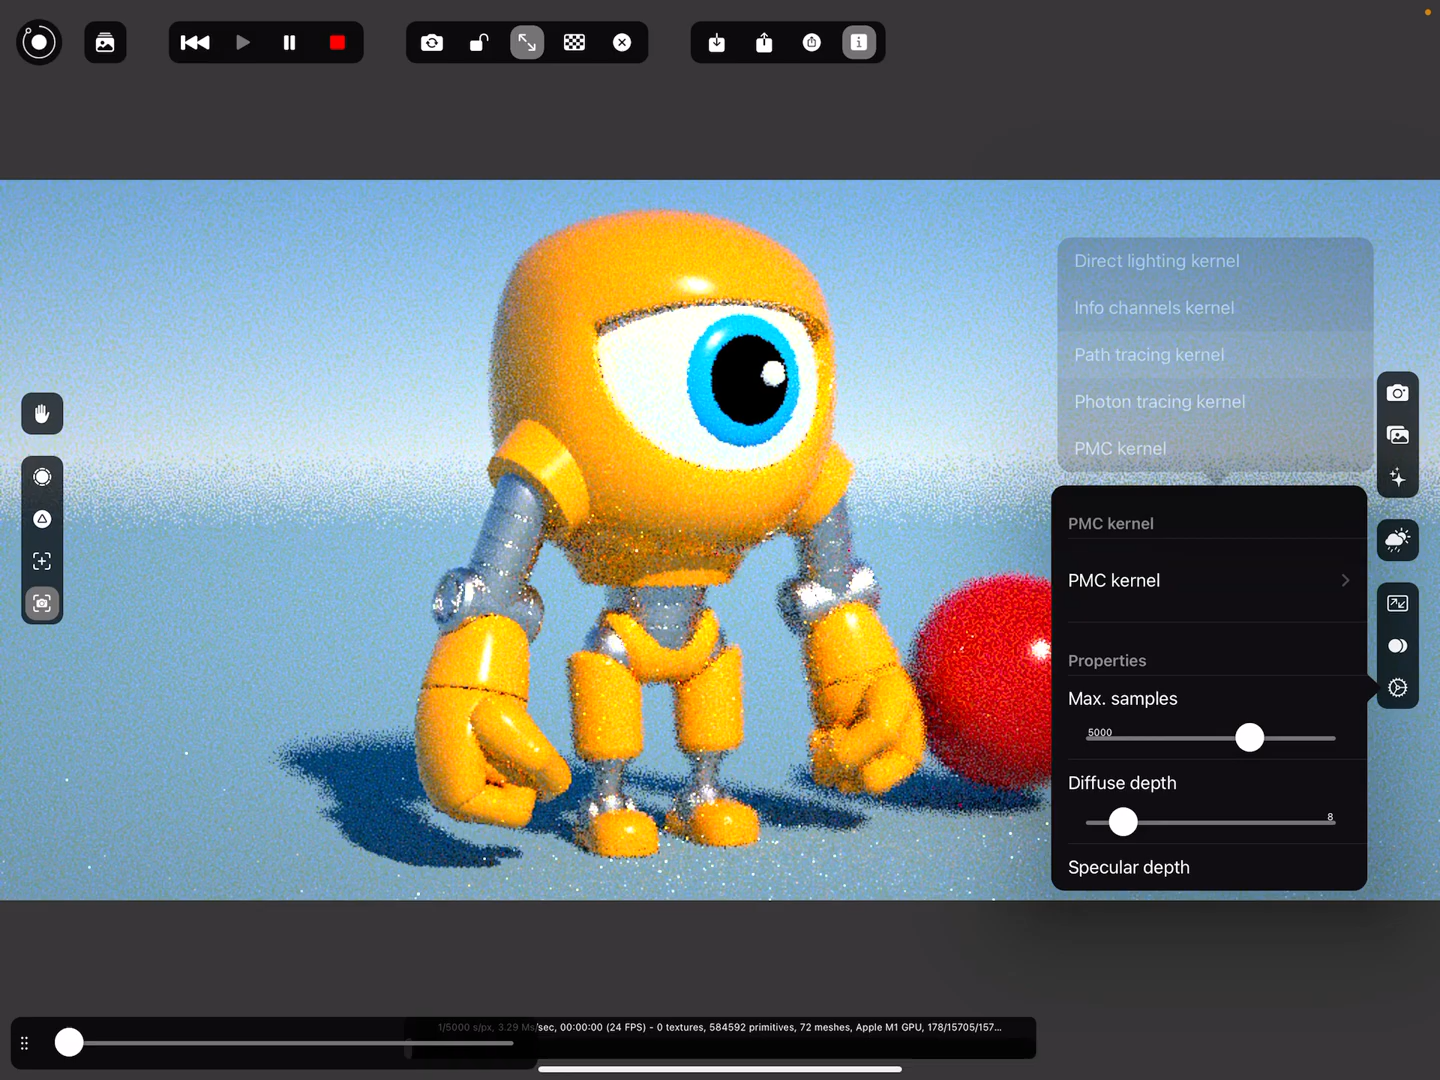 Direct lighting kernel
Info channels kernel
Path tracing kernel
Photon tracing kernel
PMC kernel
PMC kernel
PMC kernel
Properties
Max. samples
5000
Diffuse depth
8
Specular depth
1/5000 s/px, 3.29 Ms/sec, 00:00:00 (24 FPS) - 0 textures, 584592 primitives, 72 meshes, Apple M1 GPU, 178/15705/157...